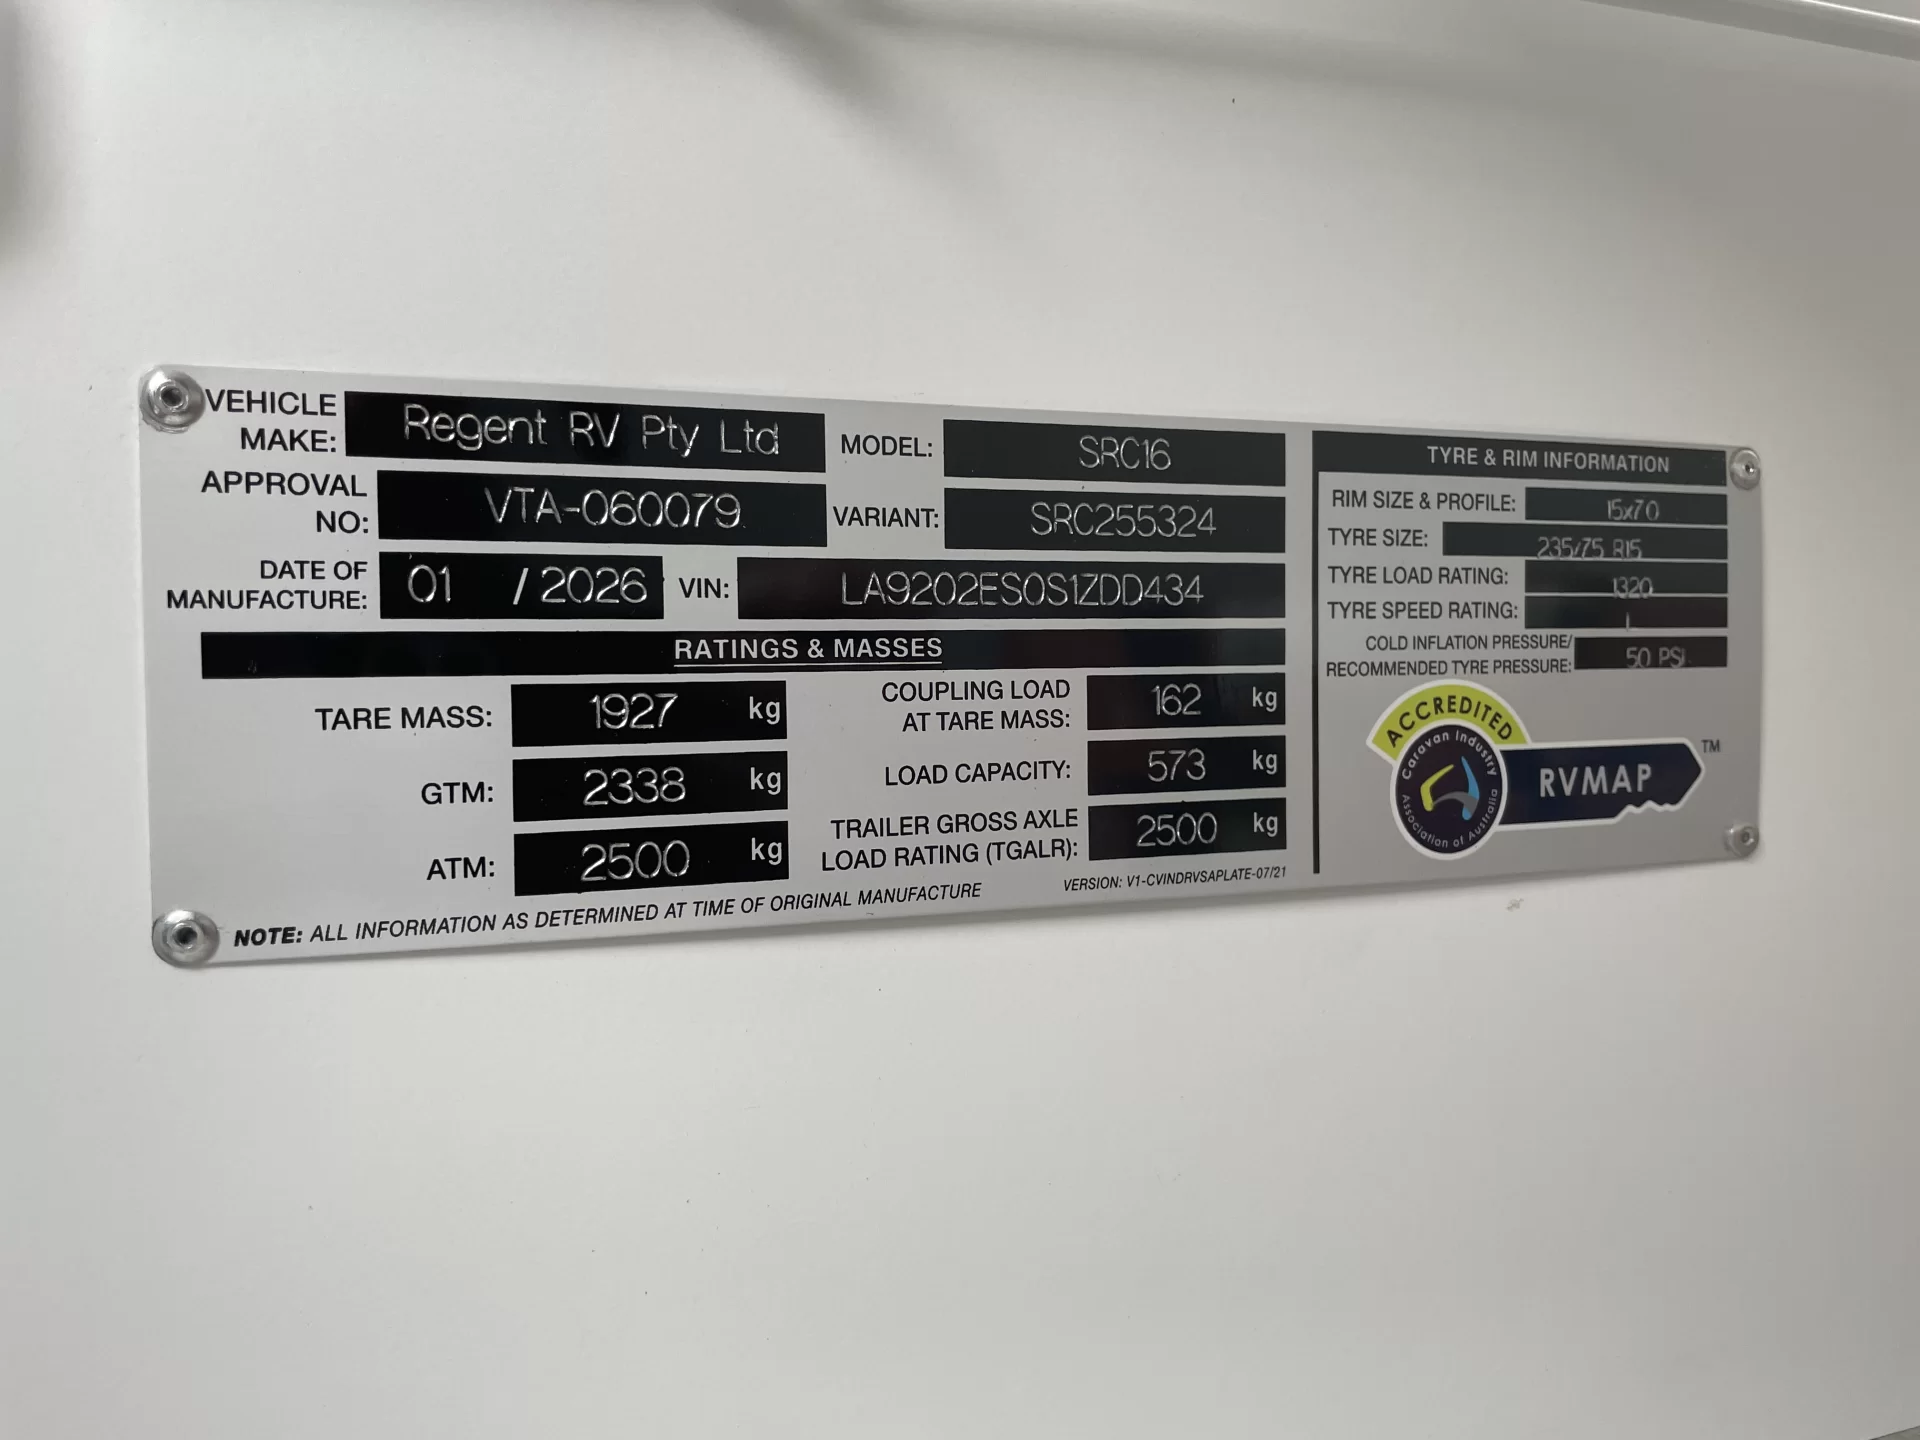 VEHICLE MAKE: Regent RV Pty Ltd
MODEL: SRC16
APPROVAL NO: VTA-060079
VARIANT: SRC255324
DATE OF MANUFACTURE: 01 / 2026
VIN: LA9202ES0S1ZDD434
RATINGS & MASSES
TARE MASS: 1927 kg
COUPLING LOAD AT TARE MASS: 162 kg
GTM: 2338 kg
LOAD CAPACITY: 573 kg
ATM: 2500 kg
TRAILER GROSS AXLE LOAD RATING (TGALR): 2500 kg
NOTE: ALL INFORMATION AS DETERMINED AT TIME OF ORIGINAL MANUFACTURE
VERSION: V1-CVINDRVSAPLATE-07/21
TYRE & RIM INFORMATION
RIM SIZE & PROFILE: 15x70
TYRE SIZE: 235/75 R15
TYRE LOAD RATING: 1320
TYRE SPEED RATING:
COLD INFLATION PRESSURE/
RECOMMENDED TYRE PRESSURE: 50 PSI
ACCREDITED
Caravan Industry
Association of Australia
RVMAP
TM